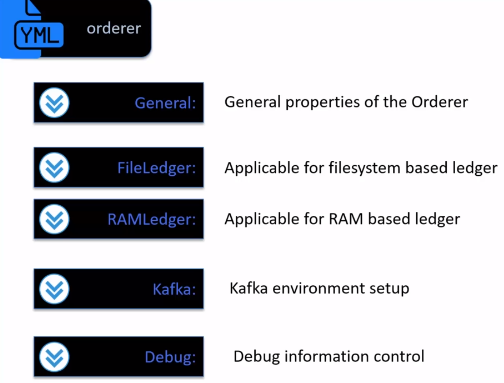 YML orderer
General: General properties of the Orderer
FileLedger: Applicable for filesystem based ledger
RAMLedger: Applicable for RAM based ledger
Kafka: Kafka environment setup
Debug: Debug information control